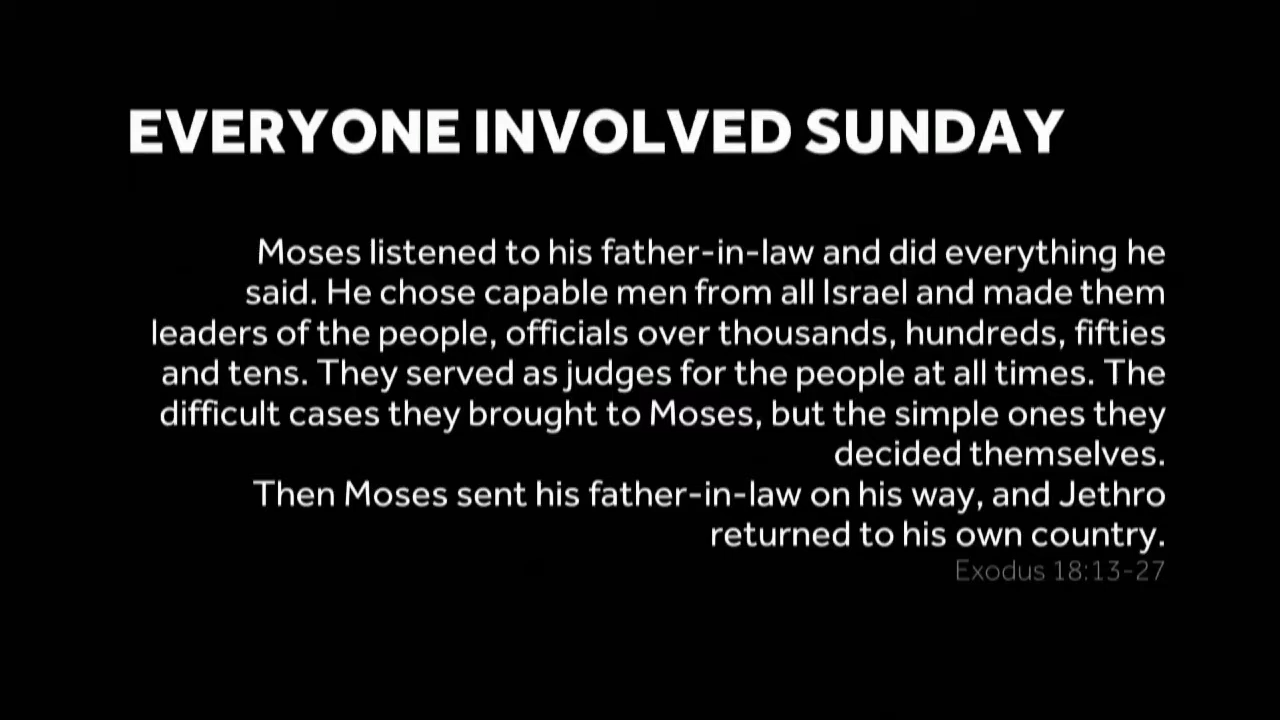 EVERYONE INVOLVED SUNDAY
Moses listened to his father-in-law and did everything he
said. He chose capable men from all Israel and made them
leaders of the people, officials over thousands, hundreds, fifties
and tens. They served as judges for the people at all times. The
difficult cases they brought to Moses, but the simple ones they
decided themselves.
Then Moses sent his father-in-law on his way, and Jethro
returned to his own country.
Exodus 18:13-27